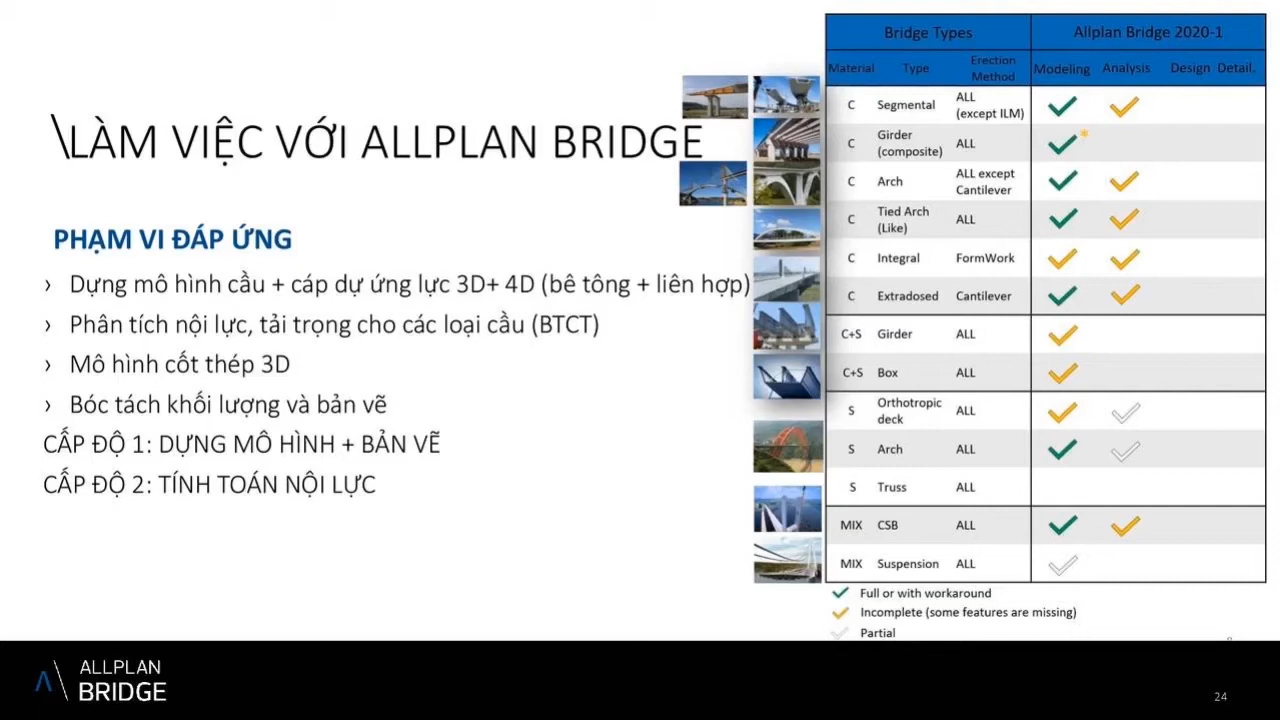 \LÀM VIỆC VỚI ALLPLAN BRIDGE
PHẠM VI ĐÁP ỨNG
› Dựng mô hình cầu + cáp dự ứng lực 3D+ 4D (bê tông + liên hợp)
› Phân tích nội lực, tải trọng cho các loại cầu (BTCT)
› Mô hình cốt thép 3D
› Bóc tách khối lượng và bản vẽ
CẤP ĐỘ 1: DỰNG MÔ HÌNH + BẢN VẼ
CẤP ĐỘ 2: TÍNH TOÁN NỘI LỰC
Bridge Types Allplan Bridge 2020-1
Material Type Erection Method Modeling Analysis Design Detail.
C Segmental ALL (except ILM)
C Girder (composite) ALL
C Arch ALL except Cantilever
C Tied Arch (Like) ALL
C Integral FormWork
C Extradosed Cantilever
C+S Girder ALL
C+S Box ALL
S Orthotropic deck ALL
S Arch ALL
S Truss ALL
MIX CSB ALL
MIX Suspension ALL
Full or with workaround
Incomplete (some features are missing)
Partial
ALLPLAN
BRIDGE
24